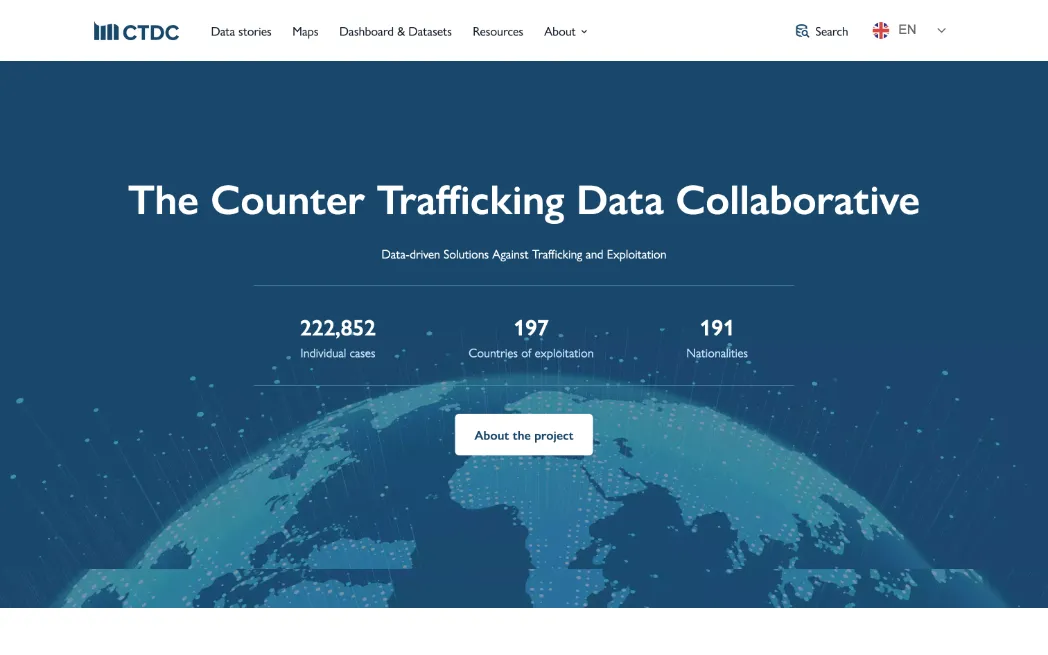 CTDC Data stories Maps Dashboard & Datasets Resources About Search EN
The Counter Trafficking Data Collaborative
Data-driven Solutions Against Trafficking and Exploitation
222,852 197 191
Individual cases Countries of exploitation Nationalities
About the project